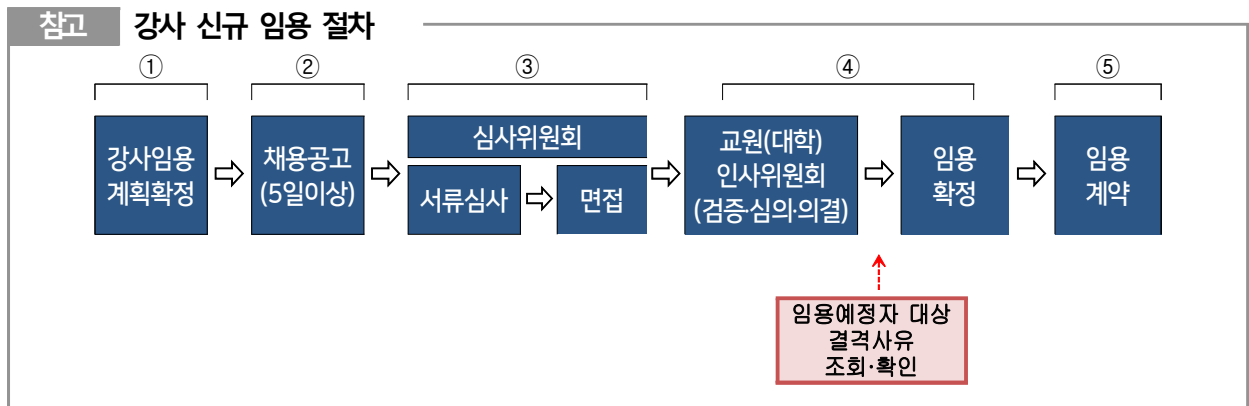 참고 강사 신규 임용 절차
①
②
③
④
⑤
강사임용
계획확정
채용공고
(5일이상)
심사위원회
서류심사
면접
교원(대학)
인사위원회
(검증·심의·의결)
임용
확정
임용
계약
임용예정자 대상
결격사유
조회·확인